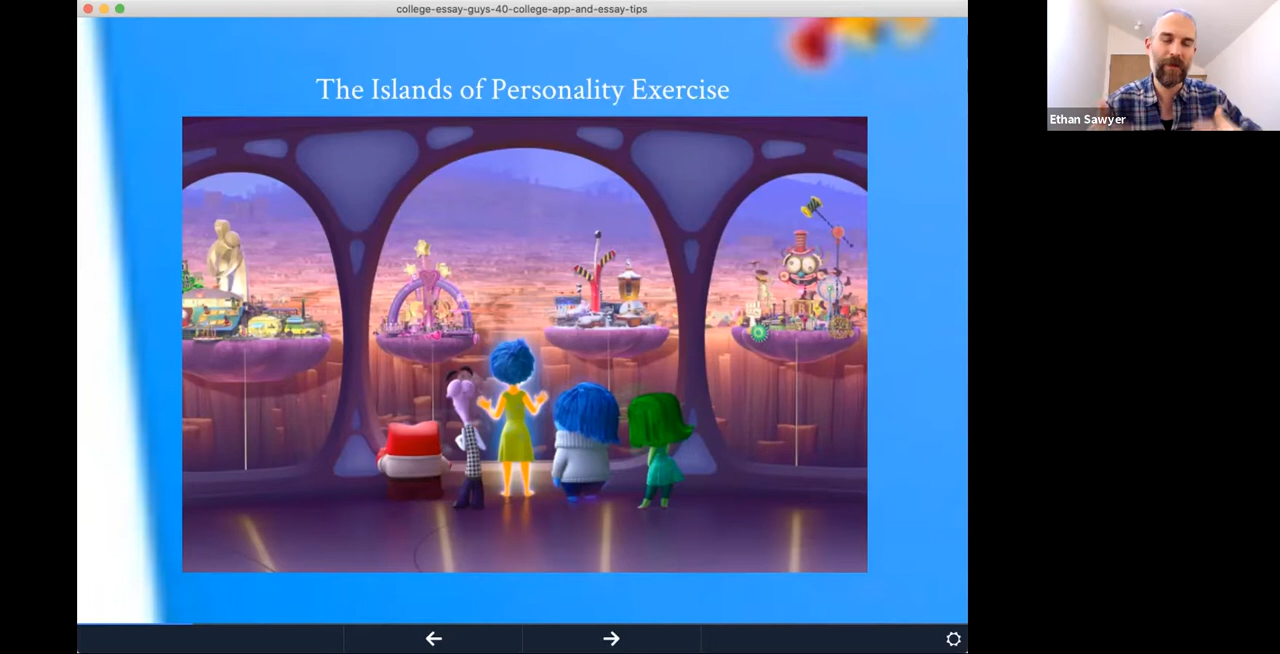 college-essay-guys-40-college-app-and-essay-tips
The Islands of Personality Exercise
Ethan Sawyer